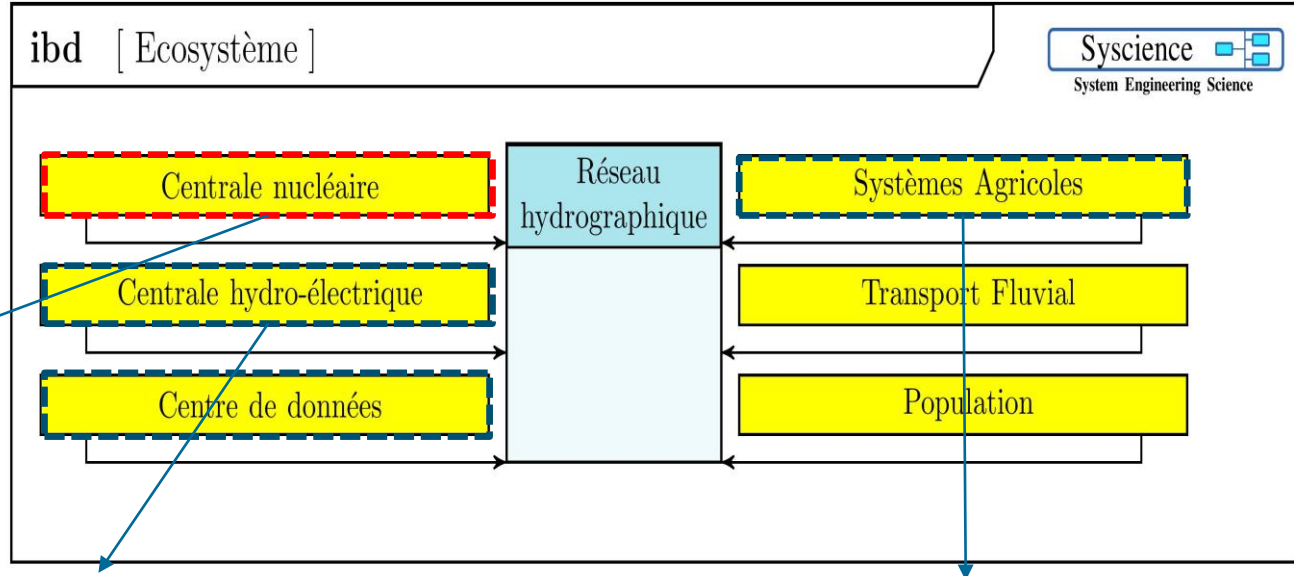 ibd [ Ecosystème ]
Syscience
System Engineering Science
Centrale nucléaire
Centrale hydro-électrique
Centre de données
Réseau
hydrographique
Systèmes Agricoles
Transport Fluvial
Population